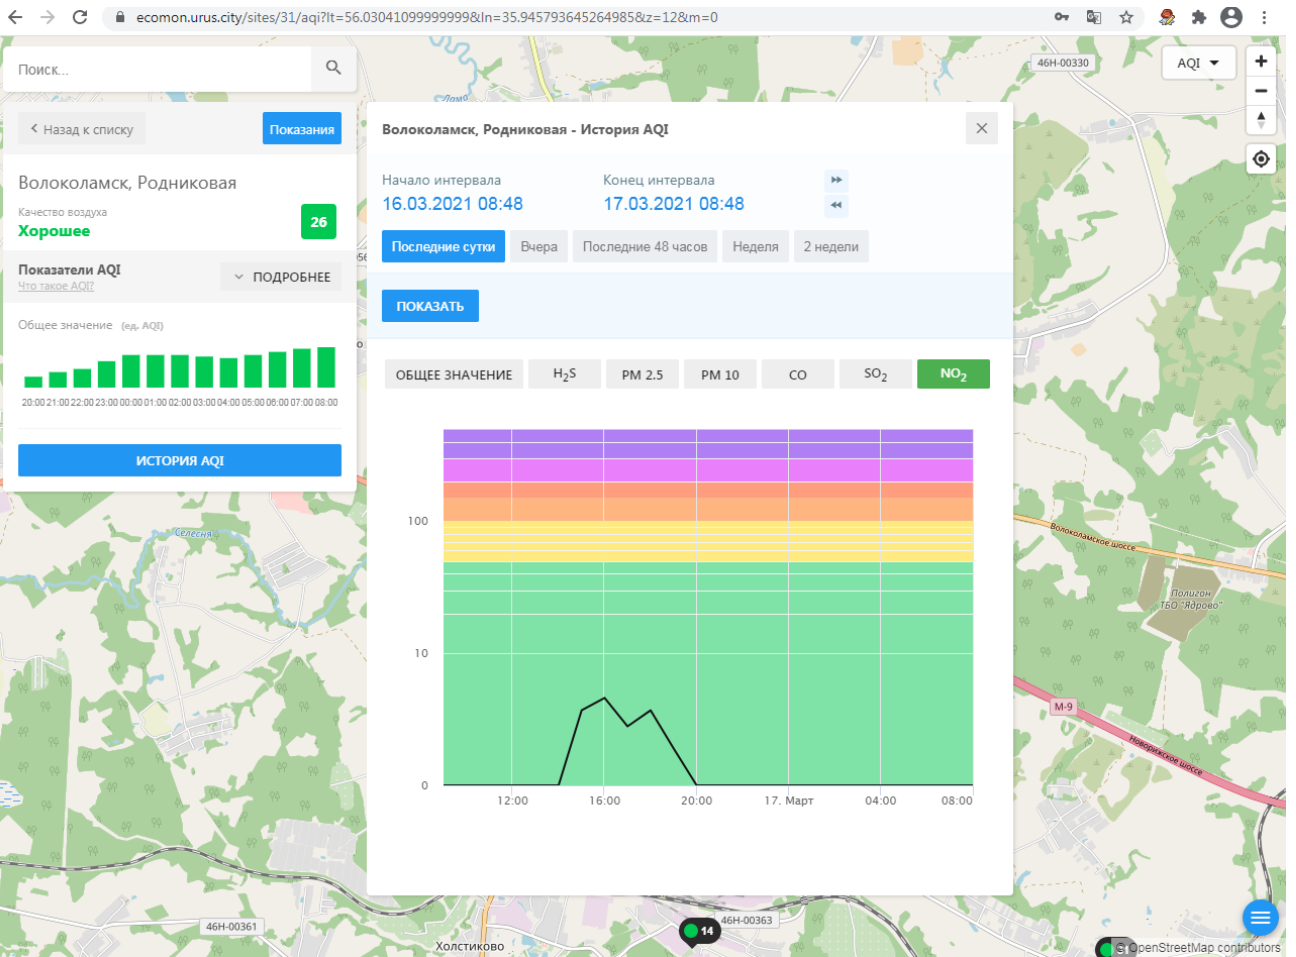 ecomon.urus.city/sites/31/aqi?lt=56.03041099999999&ln=35.945793645264985&z=12&m=0
Поиск...
46Н-00330
AQI
Лама
Назад к списку
Показания
Волоколамск, Родниковая - История AQI
Волоколамск, Родниковая
Качество воздуха
Хорошее
26
Начало интервала
Конец интервала
16.03.2021 08:48
17.03.2021 08:48
Последние сутки
Вчера
Последние 48 часов
Неделя
2 недели
Показатели AQI
Что такое AQI?
ПОДРОБНЕЕ
ПОКАЗАТЬ
Общее значение (ед. AQI)
20:00 21:00 22:00 23:00 00:00 01:00 02:00 03:00 04:00 05:00 06:00 07:00 08:00
ИСТОРИЯ AQI
ОБЩЕЕ ЗНАЧЕНИЕ
H₂S
PM 2.5
PM 10
CO
SO₂
NO₂
100
10
0
12:00
16:00
20:00
17. Март
04:00
08:00
Селесня
Волоколамское шоссе
Полигон
ТБО "Ядрово"
М-9
Новорижское шоссе
46Н-00361
46Н-00363
14
Холстиково
OpenStreetMap contributors